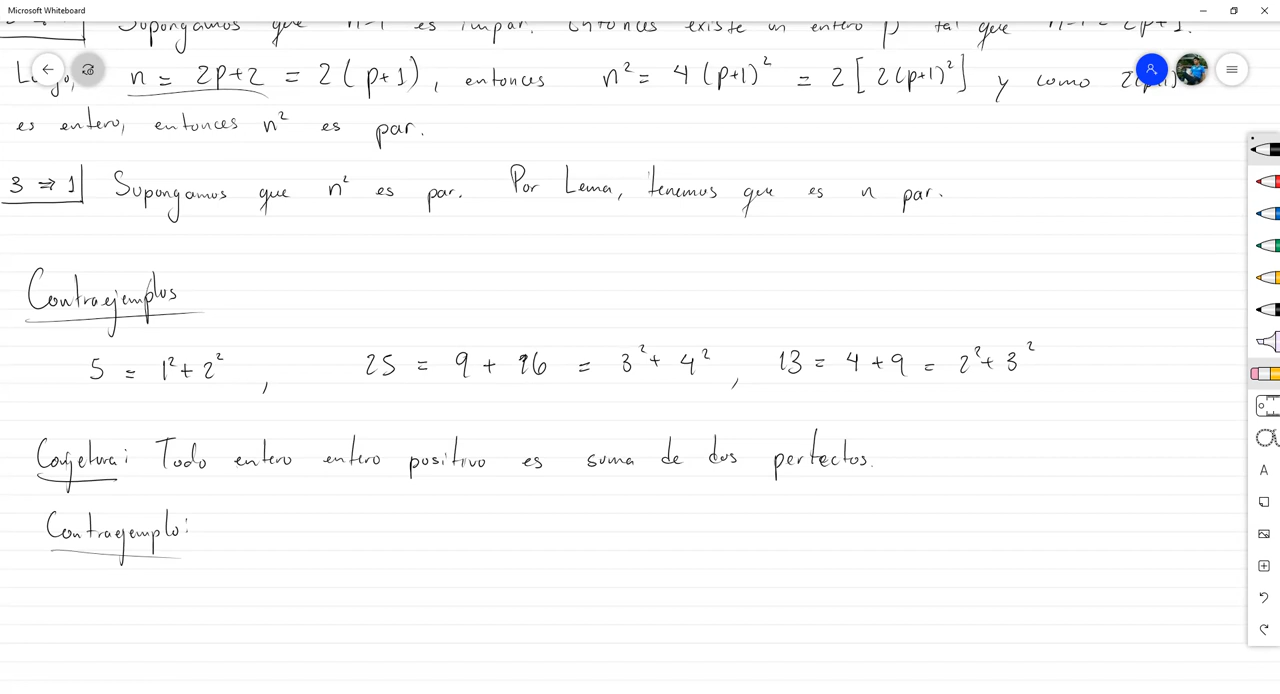 Microsoft Whiteboard
Supongamos que n-1 es impar. Entonces existe un entero p tal que n-1 = 2p+1.
Luego, n = 2p+2 = 2(p+1), entonces n² = 4(p+1)² = 2[2(p+1)²] y como
es entero, entonces n² es par.
3 ⇒ 1 Supongamos que n² es par. Por Lema, tenemos que es n par.
Contraejemplos
5 = 1² + 2², 25 = 9 + 16 = 3² + 4², 13 = 4 + 9 = 2² + 3²
Conjetura: Todo entero entero positivo es suma de dos perfectos.
Contraejemplo: